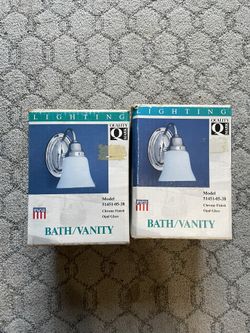 LIGHTING
QUALITY
Q
Model
51451-05-38
Chrome Finish
Opal Glass
BATH/VANITY
LIGHTING
QUALITY
Q
Model
51451-05-38
Chrome Finish
Opal Glass
BATH/VANITY